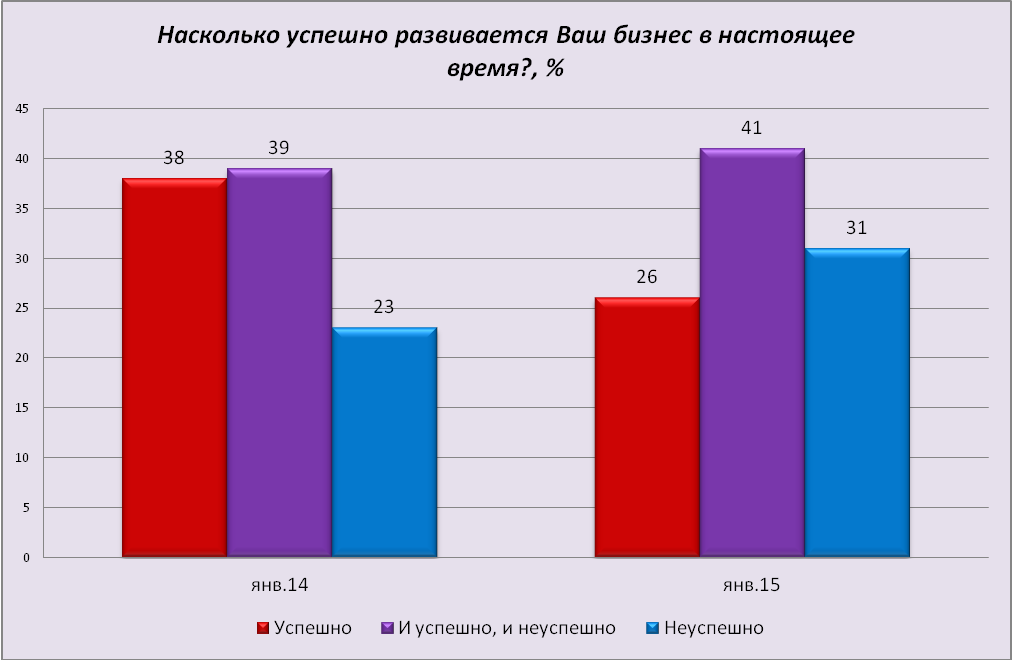 Насколько успешно развивается Ваш бизнес в настоящее
время?, %
45
40
35
30
25
20
15
10
5
0
38
39
23
26
41
31
янв.14
янв.15
Успешно
И успешно, и неуспешно
Неуспешно